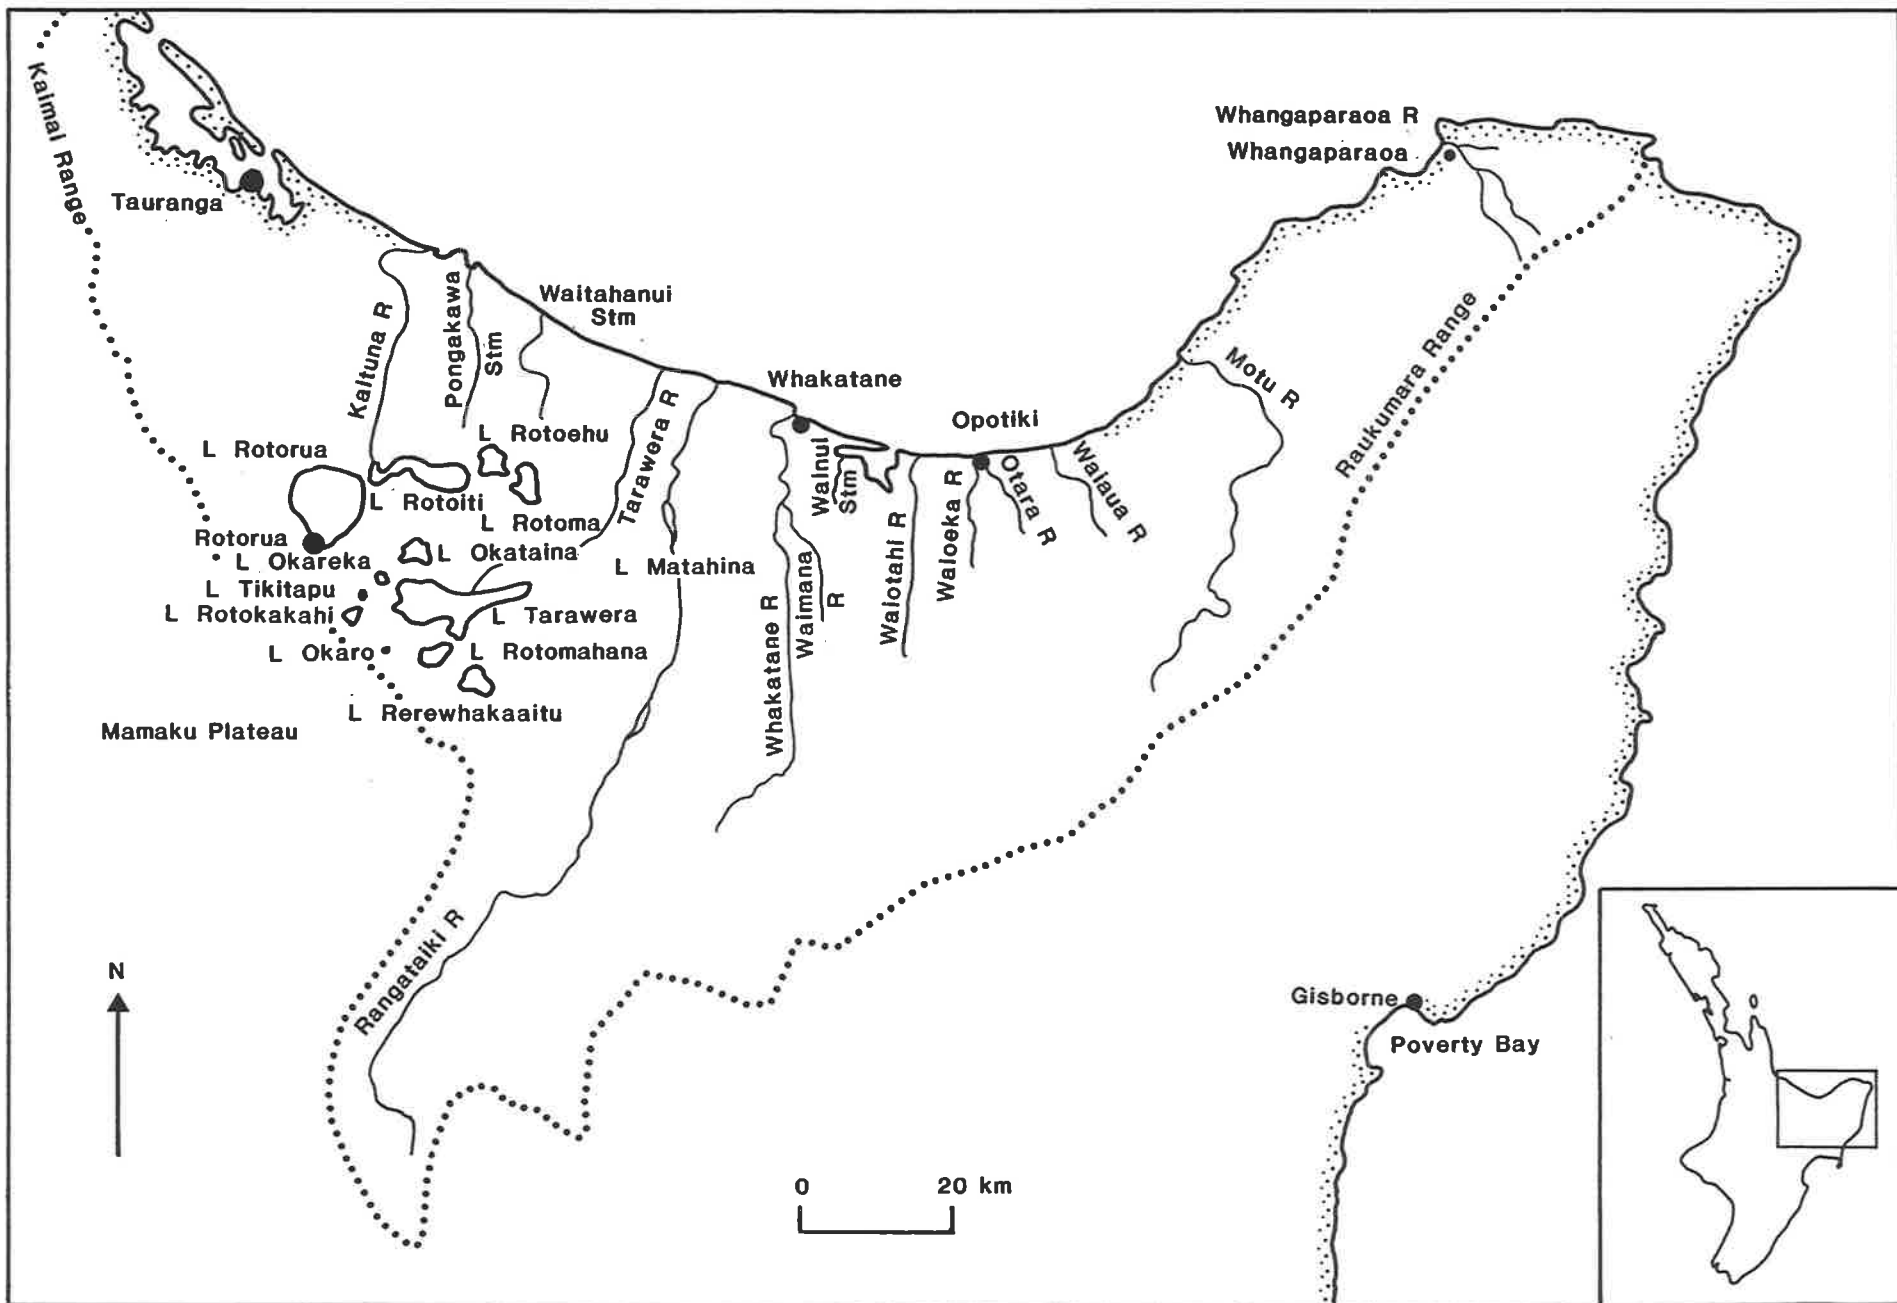 Kaimai Range
Tauranga
Whangaparaoa R
Whangaparaoa
Kaituna R
Pongakawa
Stm
Waitahanui
Stm
Whakatane
Opotiki
Motu R
Raukumara Range
L Rotorua
L Rotoehu
L Rotoiti
L Rotoma
Rotorua
L Okareka
L Okataina
L Tikitapu
L Rotokakahi
L Tarawera
L Okaro
L Rotomahana
L Rerewhakaaitu
Mamaku Plateau
Tarawera R
L Matahina
Whakatane R
Waimana
R
Wainui
Stm
Waiotahi R
Waioeka R
Otara R
Waiaua R
Rangataiki R
N
0 20 km
Gisborne
Poverty Bay